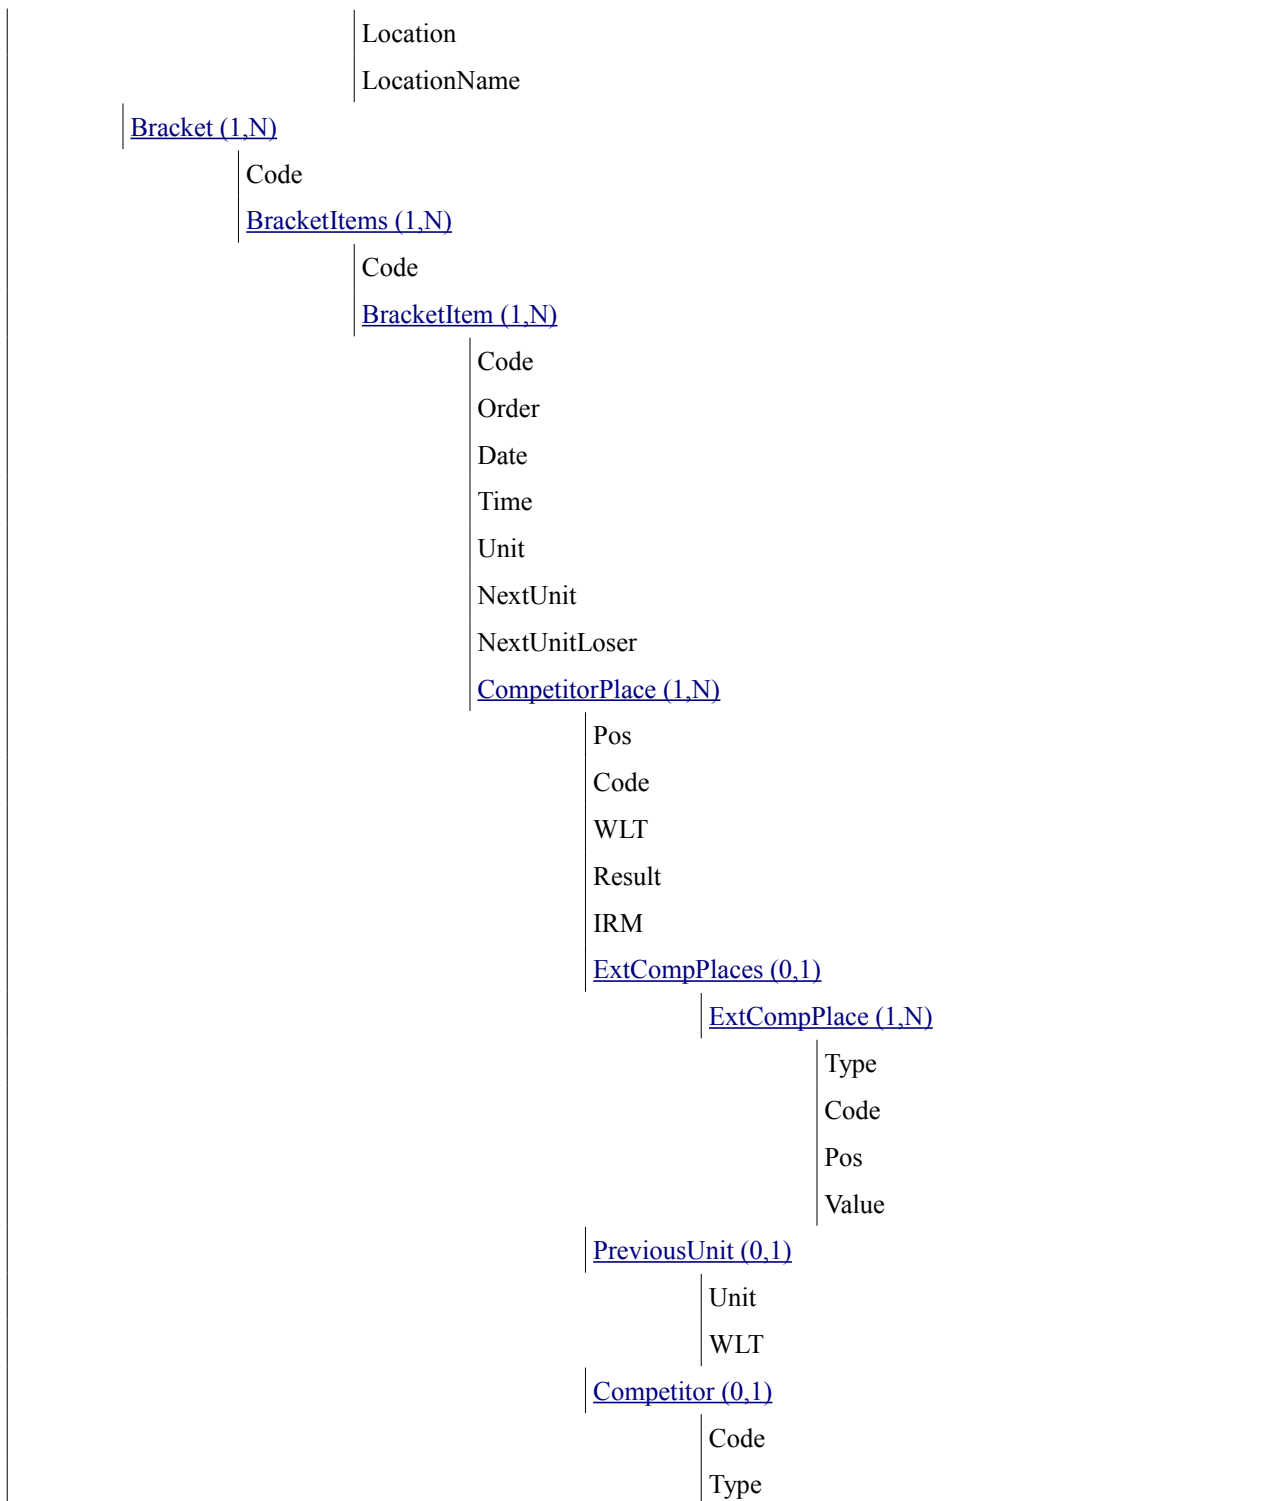 Location
LocationName
Bracket (1,N)
Code
BracketItems (1,N)
Code
BracketItem (1,N)
Code
Order
Date
Time
Unit
NextUnit
NextUnitLoser
CompetitorPlace (1,N)
Pos
Code
WLT
Result
IRM
ExtCompPlaces (0,1)
ExtCompPlace (1,N)
Type
Code
Pos
Value
PreviousUnit (0,1)
Unit
WLT
Competitor (0,1)
Code
Type